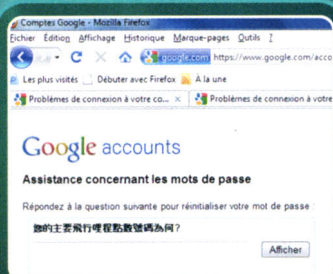 Comptes Google - Mozilla Firefox
Fichier Edition Affichage Historique Marque-pages Outils ?
google.com https://www.google.com/acco
Les plus visités Débuter avec Firefox A la une
Problèmes de connexion à votre co... × Problèmes de connexion à votre
Google accounts
Assistance concernant les mots de passe
Répondez à la question suivante pour réinitialiser votre mot de passe :
您的主要飛行哩程點數號碼為何?
Afficher